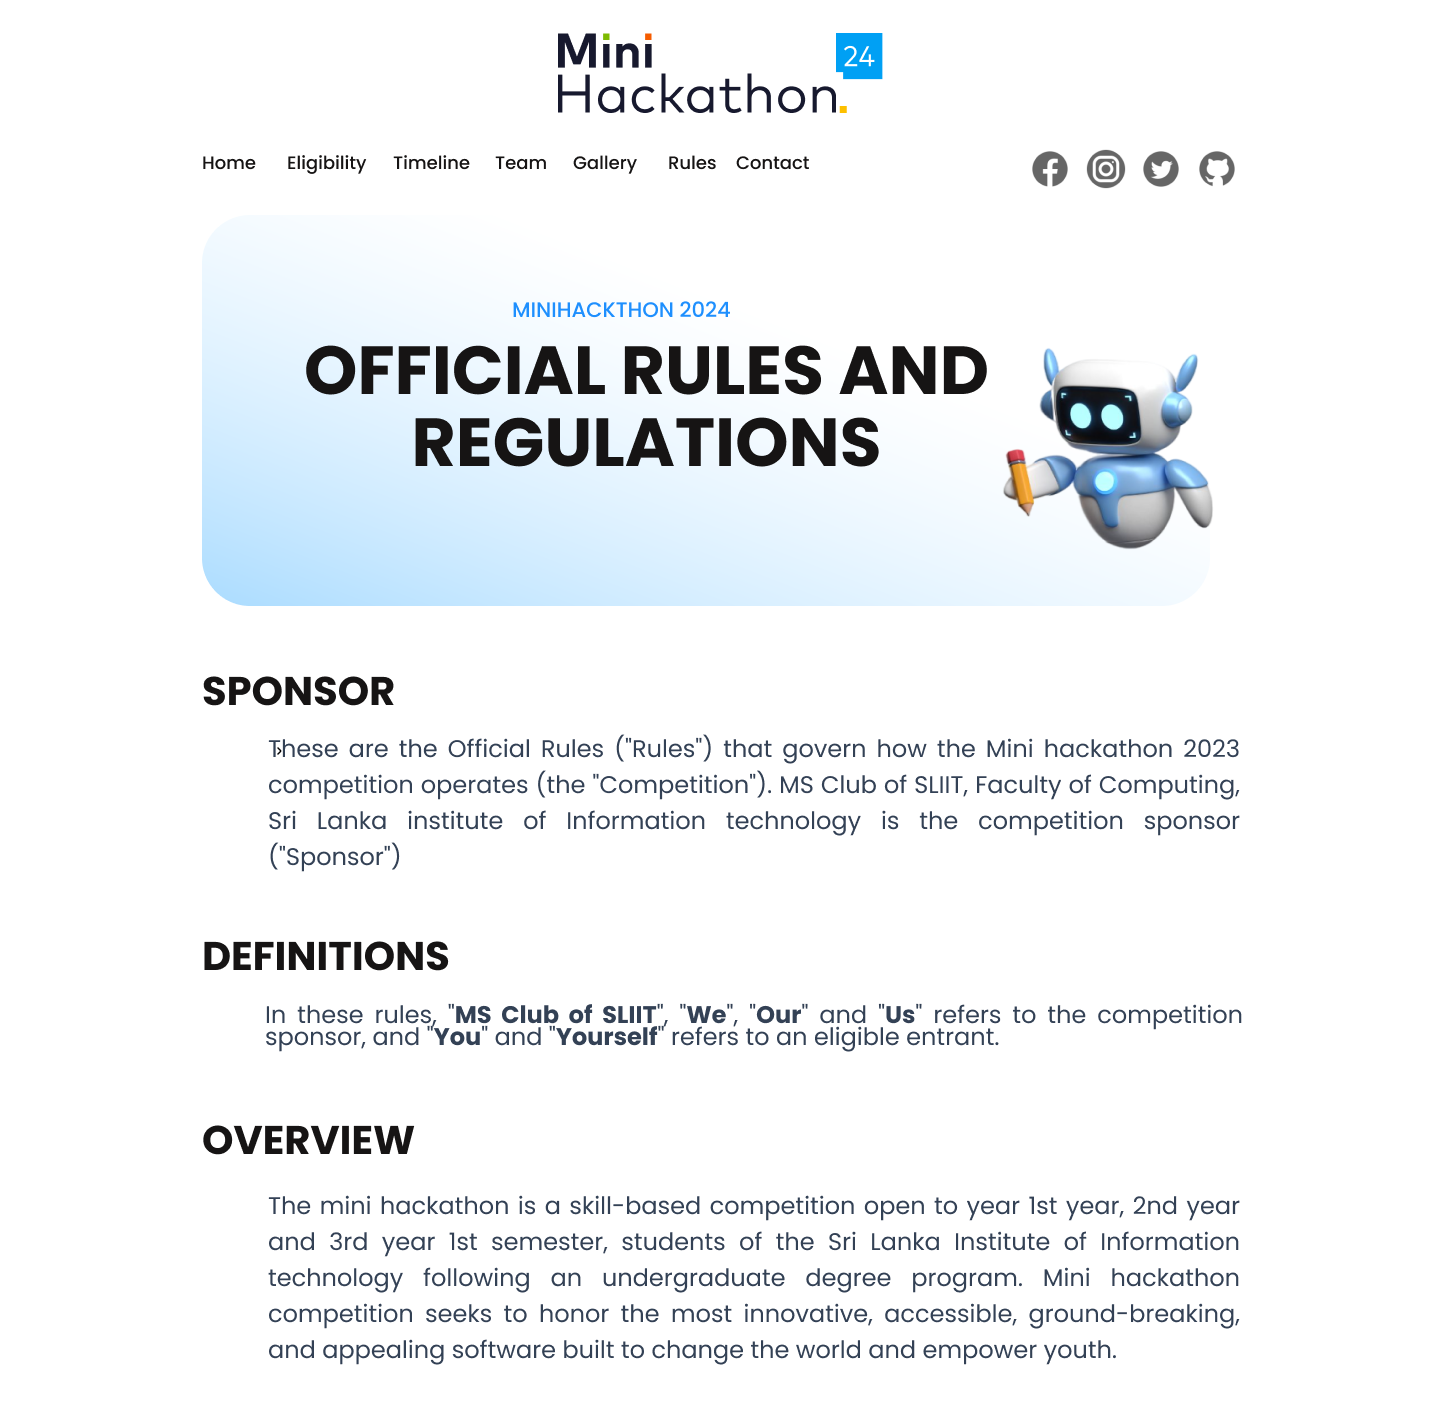 Mini
24
Hackathon.
Home Eligibility Timeline Team Gallery Rules Contact
MINIHACKTHON 2024
OFFICIAL RULES AND
REGULATIONS
SPONSOR
These are the Official Rules ("Rules") that govern how the Mini hackathon 2023
competition operates (the "Competition"). MS Club of SLIIT, Faculty of Computing,
Sri Lanka institute of Information technology is the competition sponsor
("Sponsor")
DEFINITIONS
In these rules, "MS Club of SLIIT", "We", "Our" and "Us" refers to the competition
sponsor, and "You" and "Yourself" refers to an eligible entrant.
OVERVIEW
The mini hackathon is a skill-based competition open to year 1st year, 2nd year
and 3rd year 1st semester, students of the Sri Lanka Institute of Information
technology following an undergraduate degree program. Mini hackathon
competition seeks to honor the most innovative, accessible, ground-breaking,
and appealing software built to change the world and empower youth.